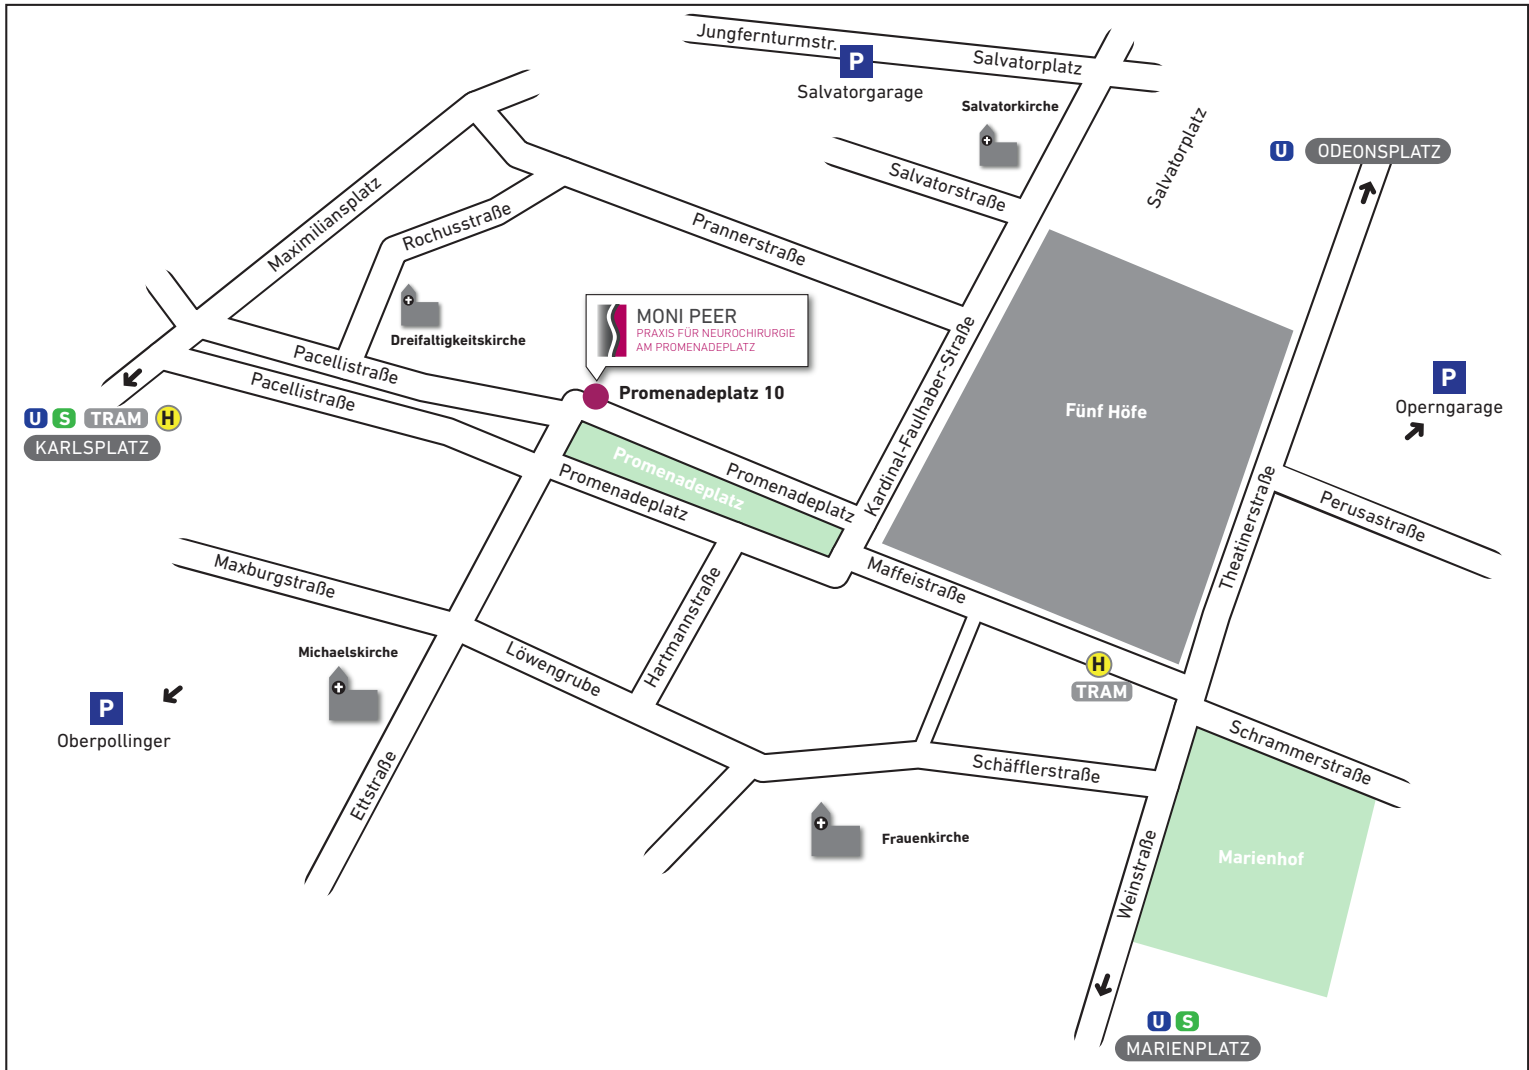 Jungfernturmstr.
P
Salvatorgarage
Salvatorplatz
Salvatorkirche
Salvatorplatz
U ODEONSPLATZ
Salvatorstraße
Maximiliansplatz
Rochusstraße
Prannerstraße
Dreifaltigkeitskirche
MONI PEER
PRAXIS FÜR NEUROCHIRURGIE
AM PROMENADEPLATZ
Promenadeplatz 10
Pacellistraße
Pacellistraße
U S TRAM H
KARLSPLATZ
Kardinal-Faulhaber-Straße
Fünf Höfe
P
Operngarage
Promenadeplatz
Promenadeplatz
Promenadeplatz
Theatinerstraße
Perusastraße
Maxburgstraße
Maffeistraße
Hartmannstraße
Michaelskirche
Löwengrube
H
TRAM
P
Oberpollinger
Ettstraße
Schäfflerstraße
Schrammerstraße
Frauenkirche
Marienhof
Weinstraße
U S
MARIENPLATZ